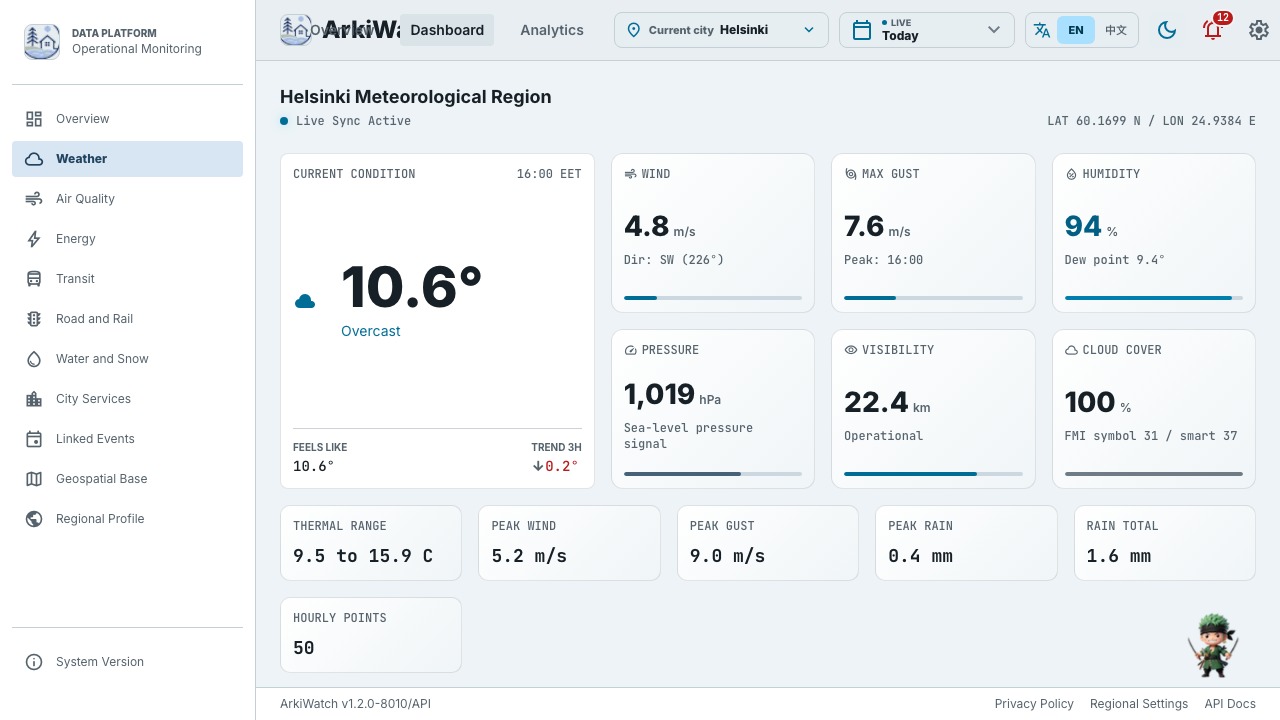 DATA PLATFORM
Operational Monitoring
Overview
Weather
Air Quality
Energy
Transit
Road and Rail
Water and Snow
City Services
Linked Events
Geospatial Base
Regional Profile
System Version
ArkiWa
Overview
Dashboard
Analytics
Current city Helsinki
LIVE
Today
EN
中文
12
Helsinki Meteorological Region
Live Sync Active
LAT 60.1699 N / LON 24.9384 E
CURRENT CONDITION
16:00 EET
10.6°
Overcast
FEELS LIKE
10.6°
TREND 3H
↓0.2°
WIND
4.8 m/s
Dir: SW (226°)
MAX GUST
7.6 m/s
Peak: 16:00
HUMIDITY
94 %
Dew point 9.4°
PRESSURE
1,019 hPa
Sea-level pressure
signal
VISIBILITY
22.4 km
Operational
CLOUD COVER
100 %
FMI symbol 31 / smart 37
THERMAL RANGE
9.5 to 15.9 C
PEAK WIND
5.2 m/s
PEAK GUST
9.0 m/s
PEAK RAIN
0.4 mm
RAIN TOTAL
1.6 mm
HOURLY POINTS
50
ArkiWatch v1.2.0-8010/API
Privacy Policy
Regional Settings
API Docs